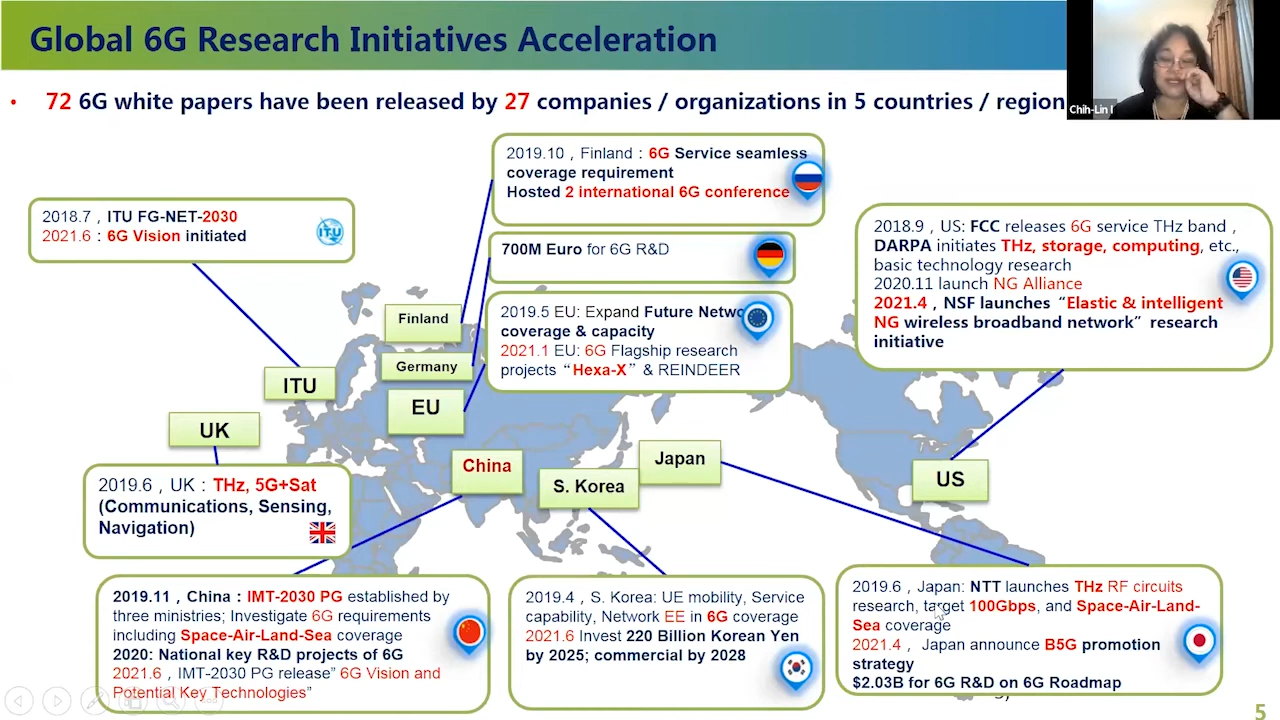 Global 6G Research Initiatives Acceleration
Chih-Lin I
• 72 6G white papers have been released by 27 companies / organizations in 5 countries / region
2019.10，Finland：6G Service seamless
coverage requirement
Hosted 2 international 6G conference
2018.7，ITU FG-NET-2030
2021.6：6G Vision initiated
ITU
700M Euro for 6G R&D
2018.9，US: FCC releases 6G service THz band，
DARPA initiates THz, storage, computing, etc.,
basic technology research
2020.11 launch NG Alliance
2021.4，NSF launches “Elastic & intelligent
NG wireless broadband network” research
initiative
2019.5 EU: Expand Future Netwo
coverage & capacity
2021.1 EU: 6G Flagship research
projects “Hexa-X” & REINDEER
Finland
Germany
EU
ITU
UK
China
S. Korea
Japan
US
2019.6，UK：THz, 5G+Sat
(Communications, Sensing,
Navigation)
2019.11，China：IMT-2030 PG established by
three ministries; Investigate 6G requirements
including Space-Air-Land-Sea coverage
2020: National key R&D projects of 6G
2021.6，IMT-2030 PG release” 6G Vision and
Potential Key Technologies”
2019.4，S. Korea: UE mobility, Service
capability, Network EE in 6G coverage
2021.6 Invest 220 Billion Korean Yen
by 2025; commercial by 2028
2019.6，Japan: NTT launches THz RF circuits
research, target 100Gbps, and Space-Air-Land-
Sea coverage
2021.4，Japan announce B5G promotion
strategy
$2.03B for 6G R&D on 6G Roadmap
5